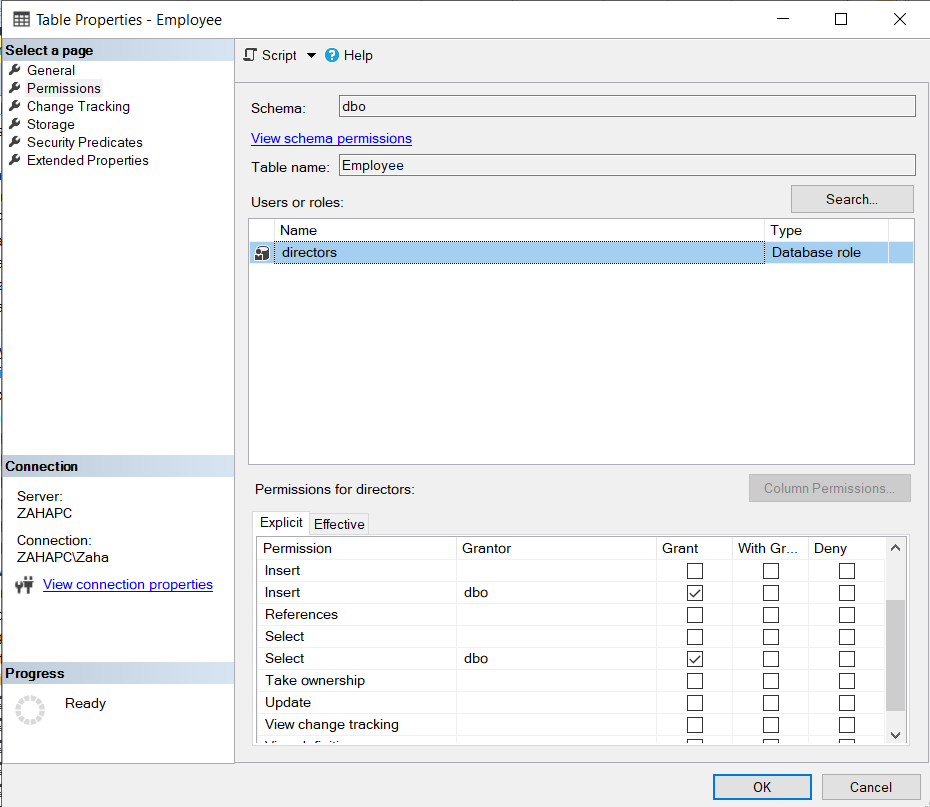 Table Properties - Employee
Select a page
General
Permissions
Change Tracking
Storage
Security Predicates
Extended Properties
Connection
Server:
ZAHAPC
Connection:
ZAHAPC\Zaha
View connection properties
Progress
Ready
Script Help
Schema: dbo
View schema permissions
Table name: Employee
Users or roles: Search...
Name Type
directors Database role
Permissions for directors: Column Permissions...
Explicit Effective
Permission Grantor Grant With Gr... Deny
Insert
Insert dbo
References
Select
Select dbo
Take ownership
Update
View change tracking
OK Cancel